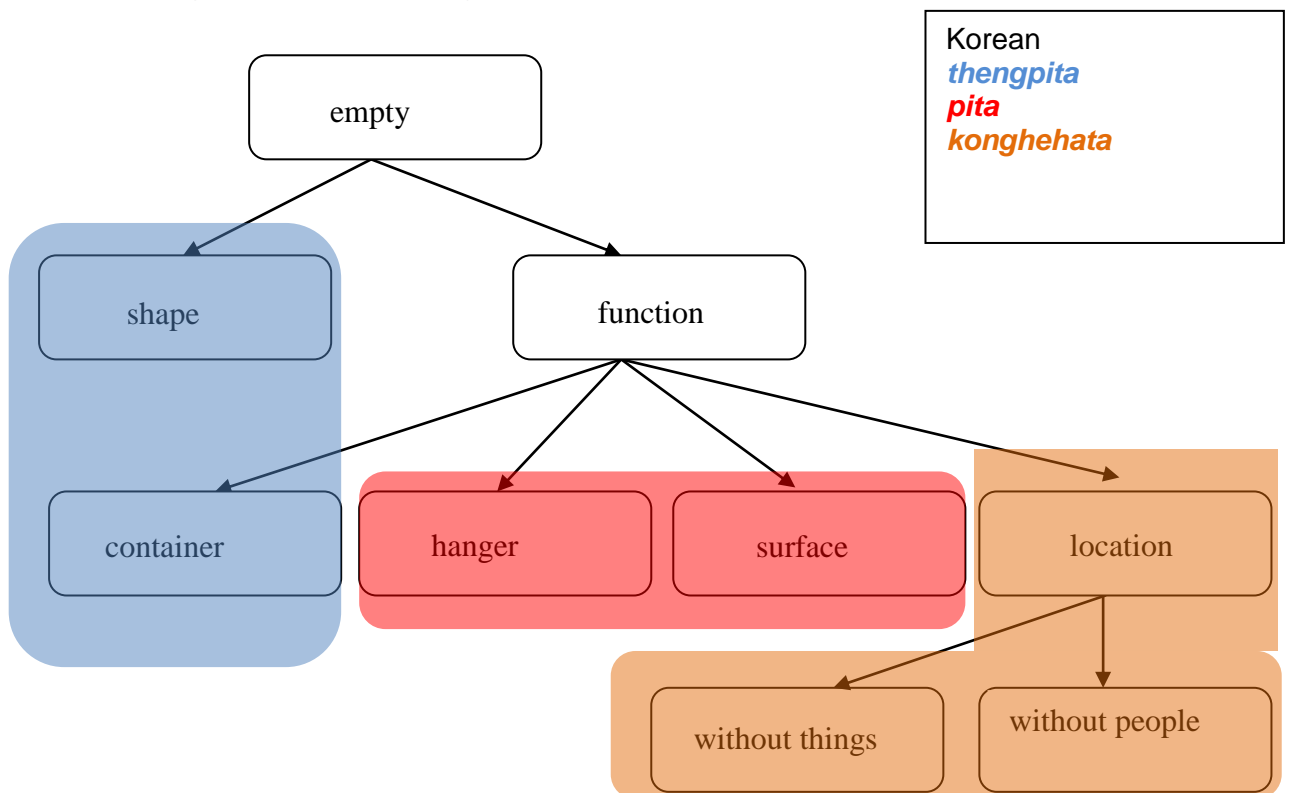 Korean
thengpita
pita
konghehata
empty
shape
function
container
hanger
surface
location
without things
without people